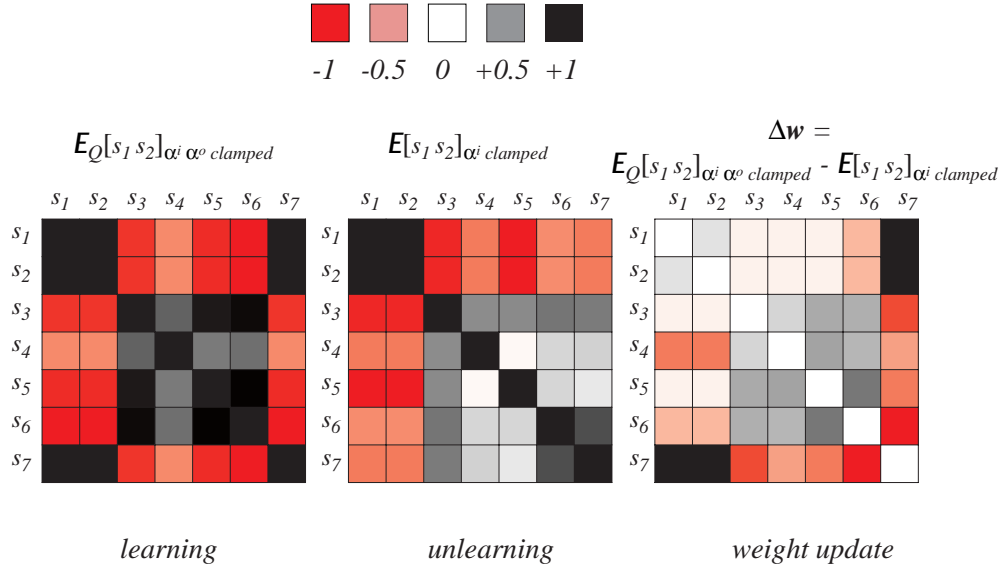 -1 -0.5 0 +0.5 +1
E_Q[s_1 s_2]_{α^i α^o clamped}
E[s_1 s_2]_{α^i clamped}
Δw =
E_Q[s_1 s_2]_{α^i α^o clamped} - E[s_1 s_2]_{α^i clamped}
s_1 s_2 s_3 s_4 s_5 s_6 s_7
s_1 s_2 s_3 s_4 s_5 s_6 s_7
s_1 s_2 s_3 s_4 s_5 s_6 s_7
s_1 s_1 s_1
s_2 s_2 s_2
s_3 s_3 s_3
s_4 s_4 s_4
s_5 s_5 s_5
s_6 s_6 s_6
s_7 s_7 s_7
learning
unlearning
weight update